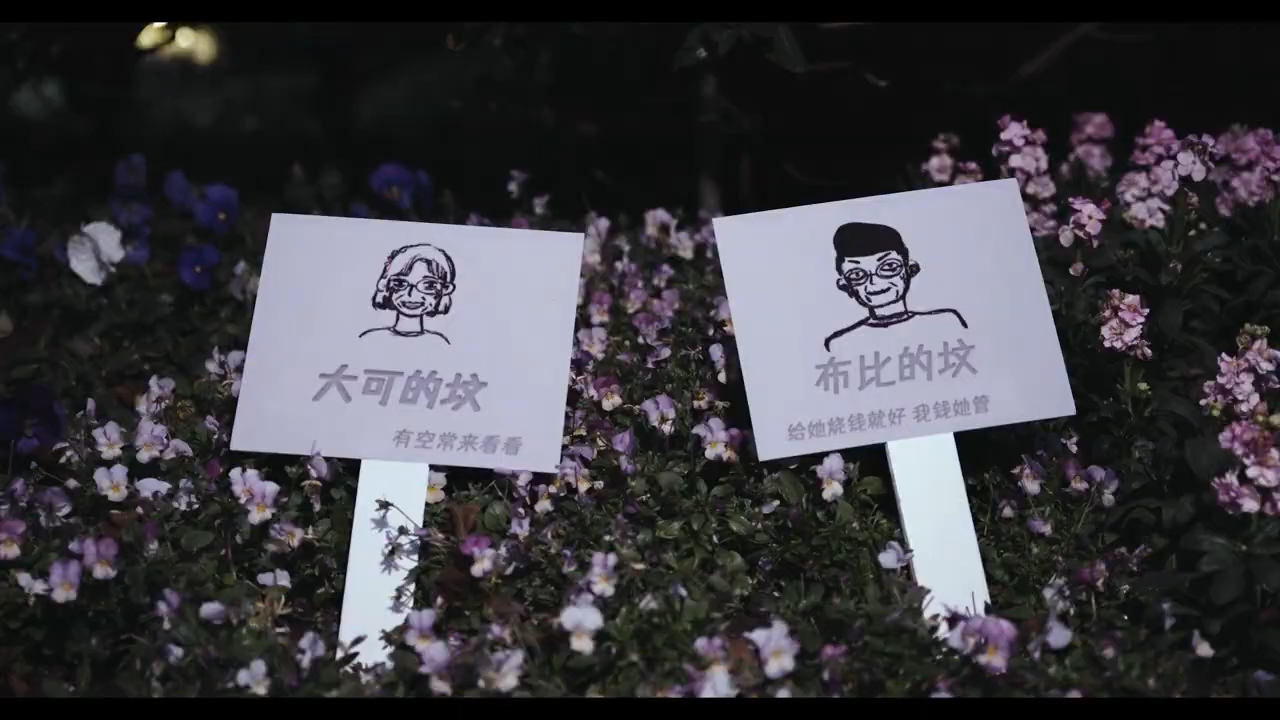 大可的坟
有空常来看看
布比的坟
给她烧钱就好 我钱她管